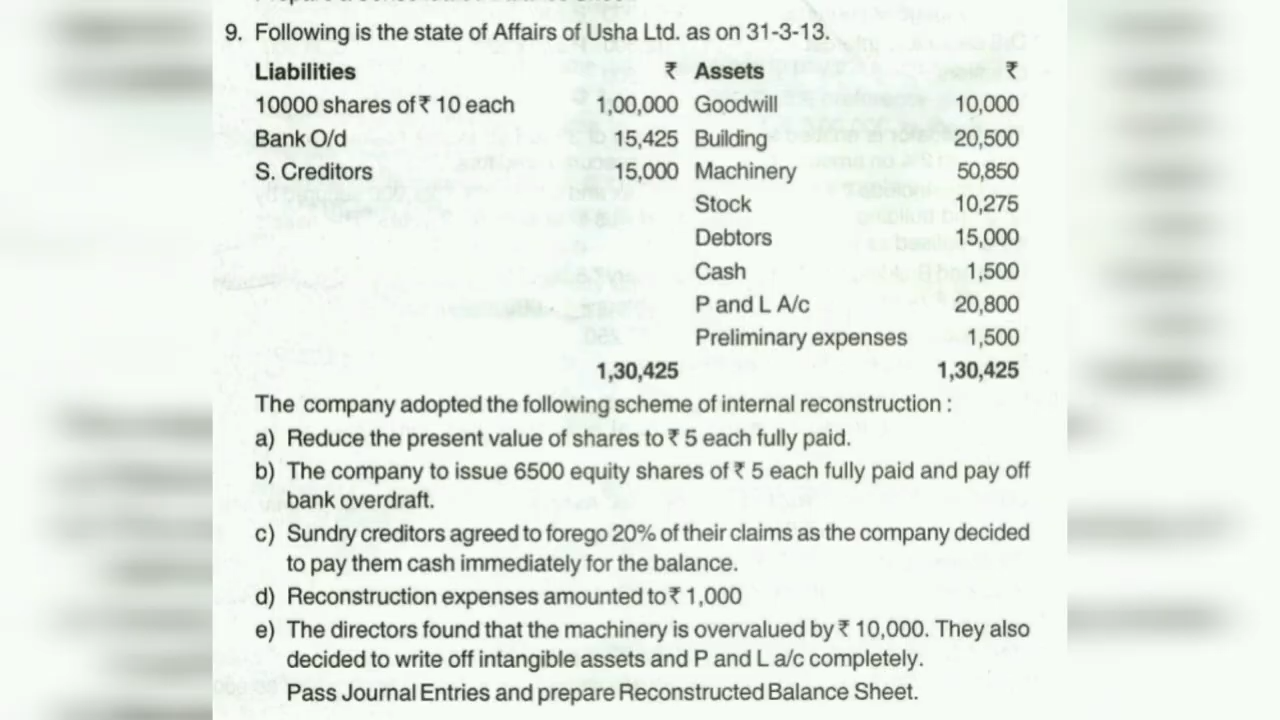 9. Following is the state of Affairs of Usha Ltd. as on 31-3-13.
Liabilities ₹ Assets ₹
10000 shares of ₹ 10 each 1,00,000 Goodwill 10,000
Bank O/d 15,425 Building 20,500
S. Creditors 15,000 Machinery 50,850
Stock 10,275
Debtors 15,000
Cash 1,500
P and L A/c 20,800
Preliminary expenses 1,500
1,30,425 1,30,425
The company adopted the following scheme of internal reconstruction :
a) Reduce the present value of shares to ₹ 5 each fully paid.
b) The company to issue 6500 equity shares of ₹ 5 each fully paid and pay off
bank overdraft.
c) Sundry creditors agreed to forego 20% of their claims as the company decided
to pay them cash immediately for the balance.
d) Reconstruction expenses amounted to ₹ 1,000
e) The directors found that the machinery is overvalued by ₹ 10,000. They also
decided to write off intangible assets and P and L a/c completely.
Pass Journal Entries and prepare Reconstructed Balance Sheet.